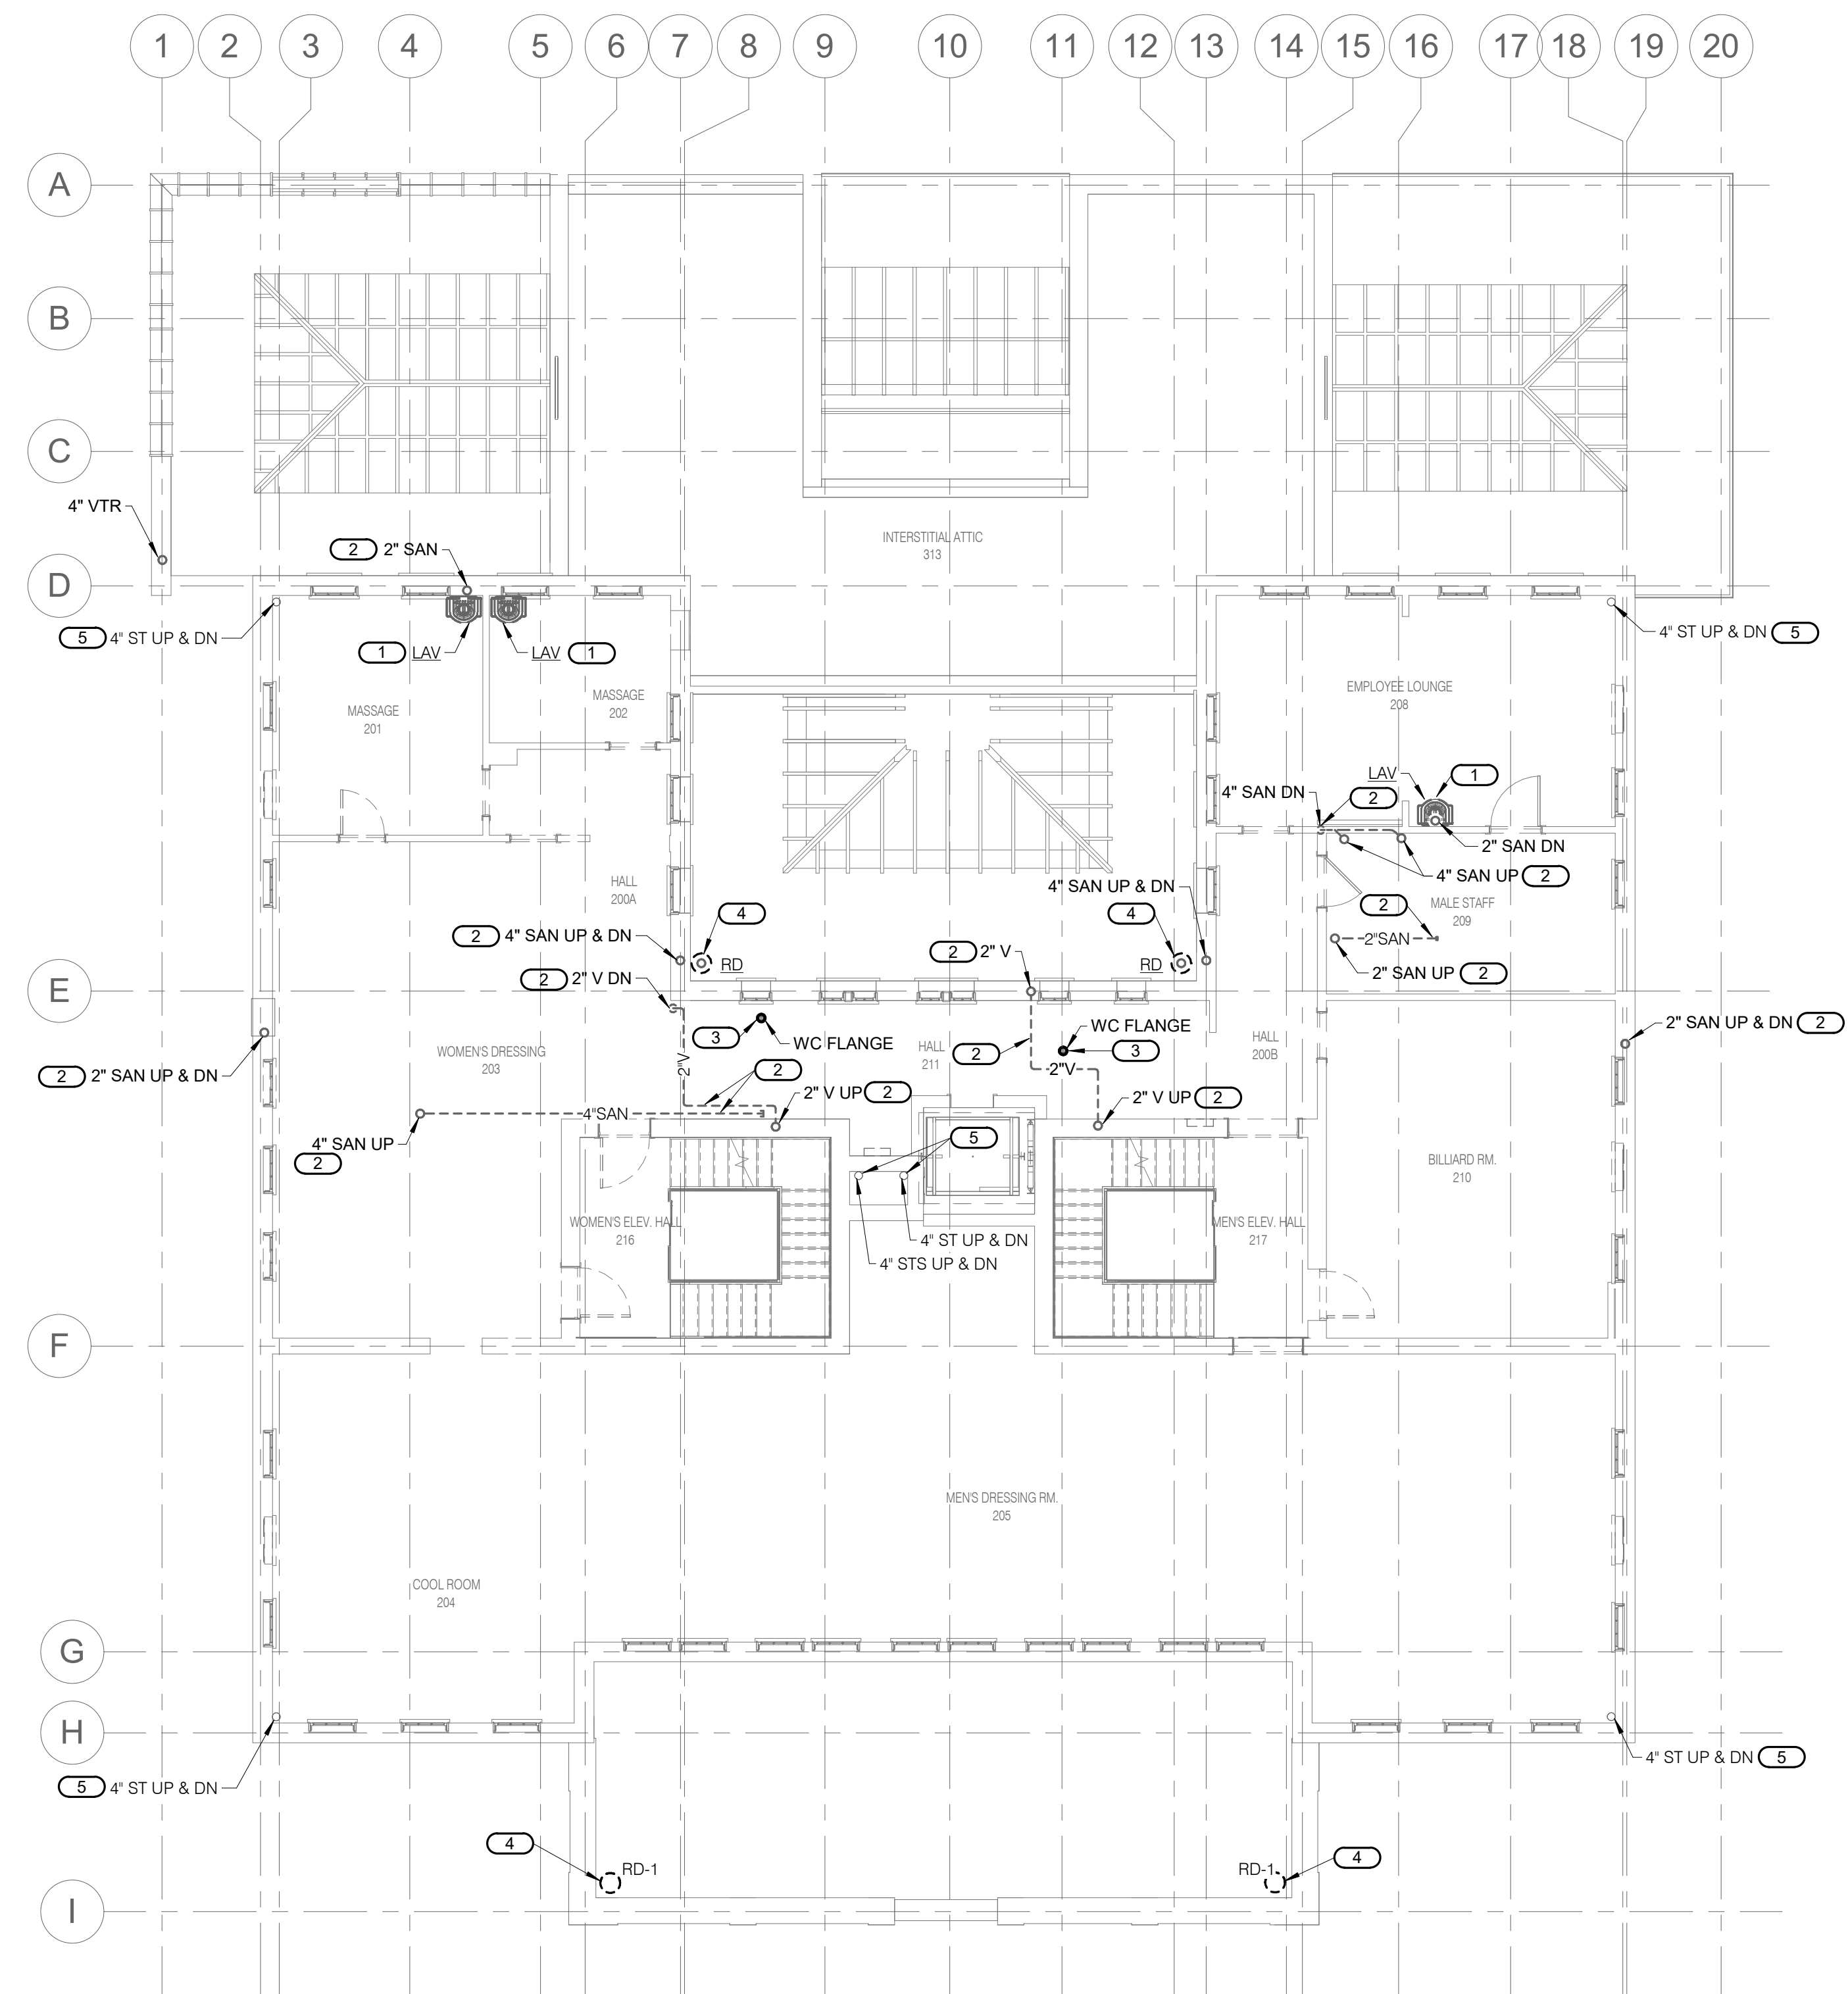 1 2 3 4 5 6 7 8 9 10 11 12 13 14 15 16 17 18 19 20
A
B
C
4" VTR
INTERSTITIAL ATTIC
313
2 2" SAN
D
5 4" ST UP & DN
4" ST UP & DN 5
1 LAV
LAV 1
MASSAGE
201
MASSAGE
202
EMPLOYEE LOUNGE
208
LAV 1
4" SAN DN
2
2" SAN DN
4" SAN UP 2
HALL
200A
4" SAN UP & DN
2
MALE STAFF
209
4
4
2 4" SAN UP & DN
RD
RD
2"SAN
2" SAN UP 2
2 2" V
2 2" V DN
E
3
WC FLANGE
WC FLANGE
3
2" SAN UP & DN 2
HALL
200B
HALL
211
2
WOMEN'S DRESSING
203
2"V
2
2"V
2 2" SAN UP & DN
2" V UP 2
2" V UP 2
4"SAN
4" SAN UP
2
5
BILLIARD RM.
210
WOMEN'S ELEV. HALL
216
MEN'S ELEV. HALL
217
4" ST UP & DN
4" STS UP & DN
F
MEN'S DRESSING RM.
205
COOL ROOM
204
G
H
5 4" ST UP & DN
4" ST UP & DN 5
4
RD-1
RD-1
4
I